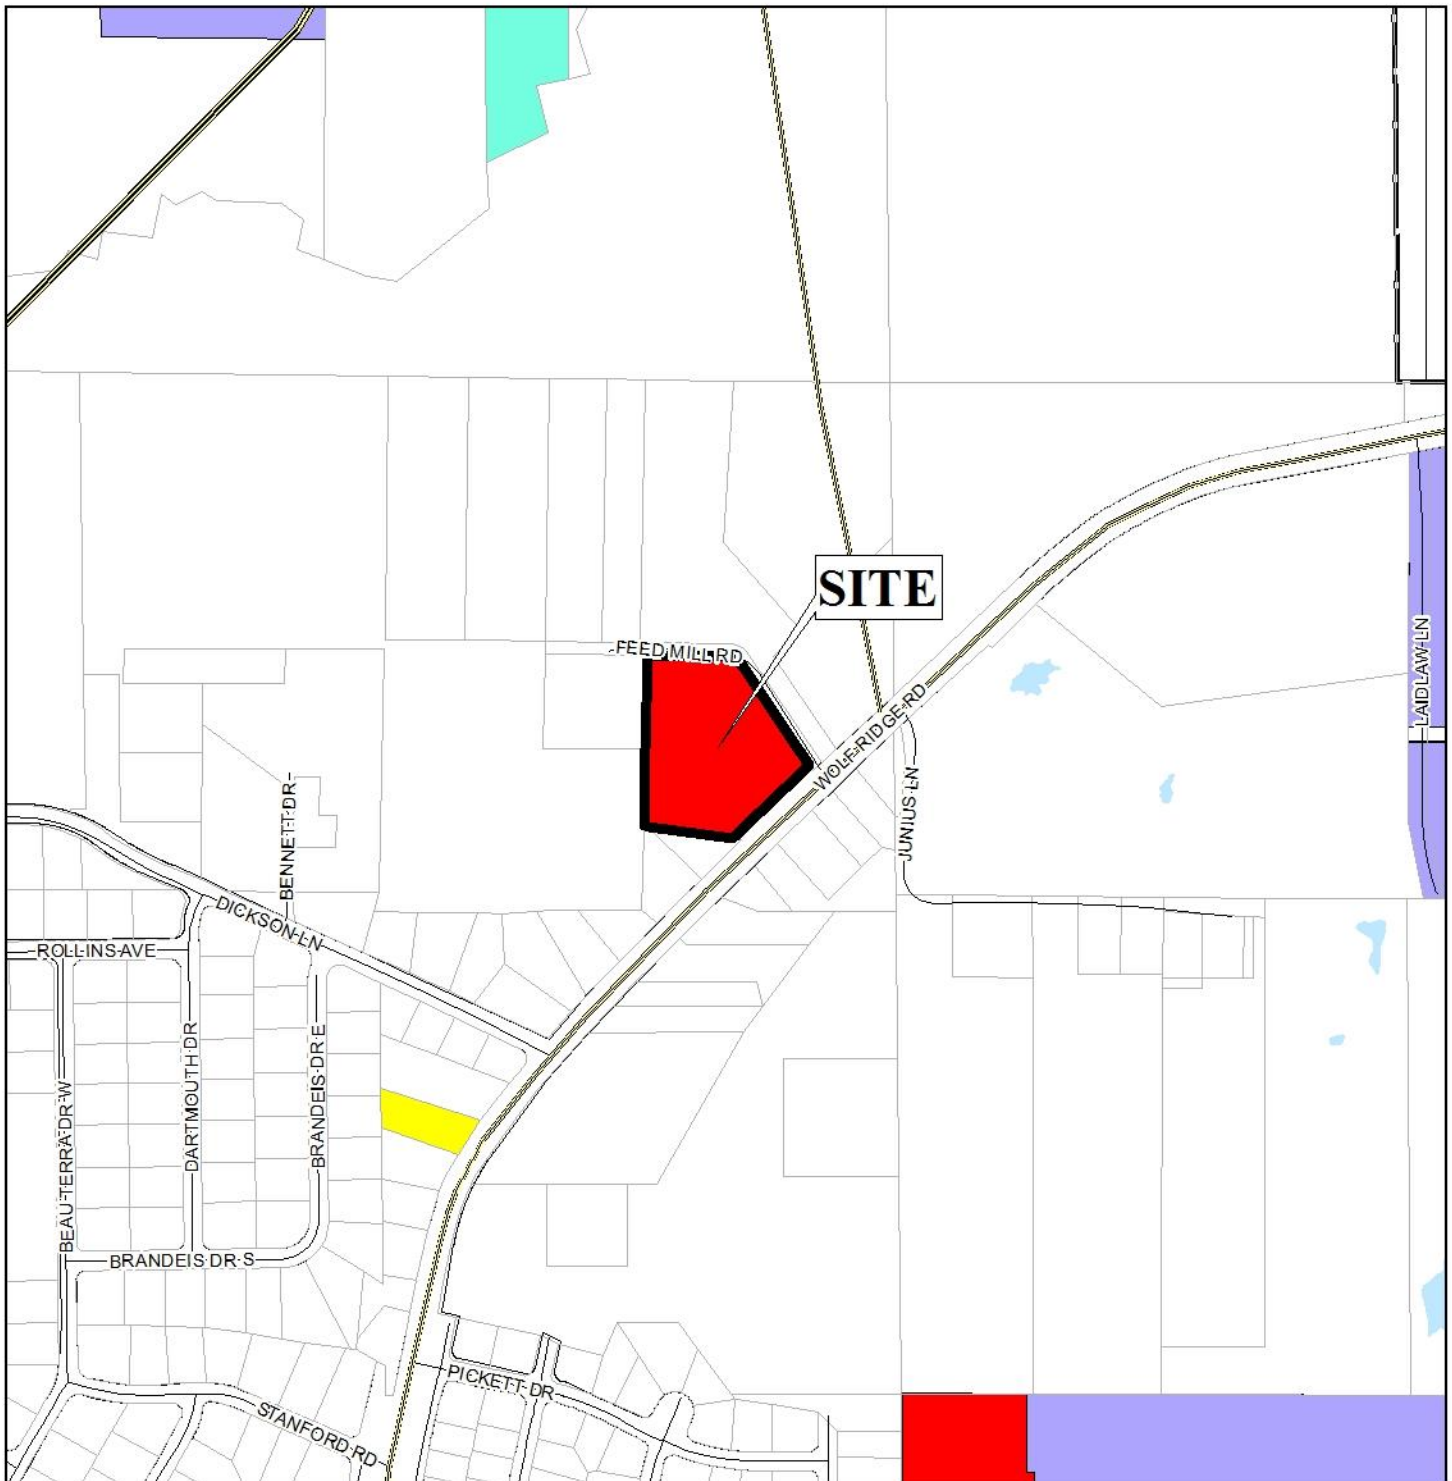 SITE
FEED MILL RD
WOLF RIDGE RD
LAIDLAW LN
JUNIUS LN
BENNETT DR
DICKSON LN
ROLLINS AVE
DARTMOUTH DR
BRANDEIS DR E
BEAU TERRA DR W
BRANDEIS DR S
PICKETT DR
STANFORD RD